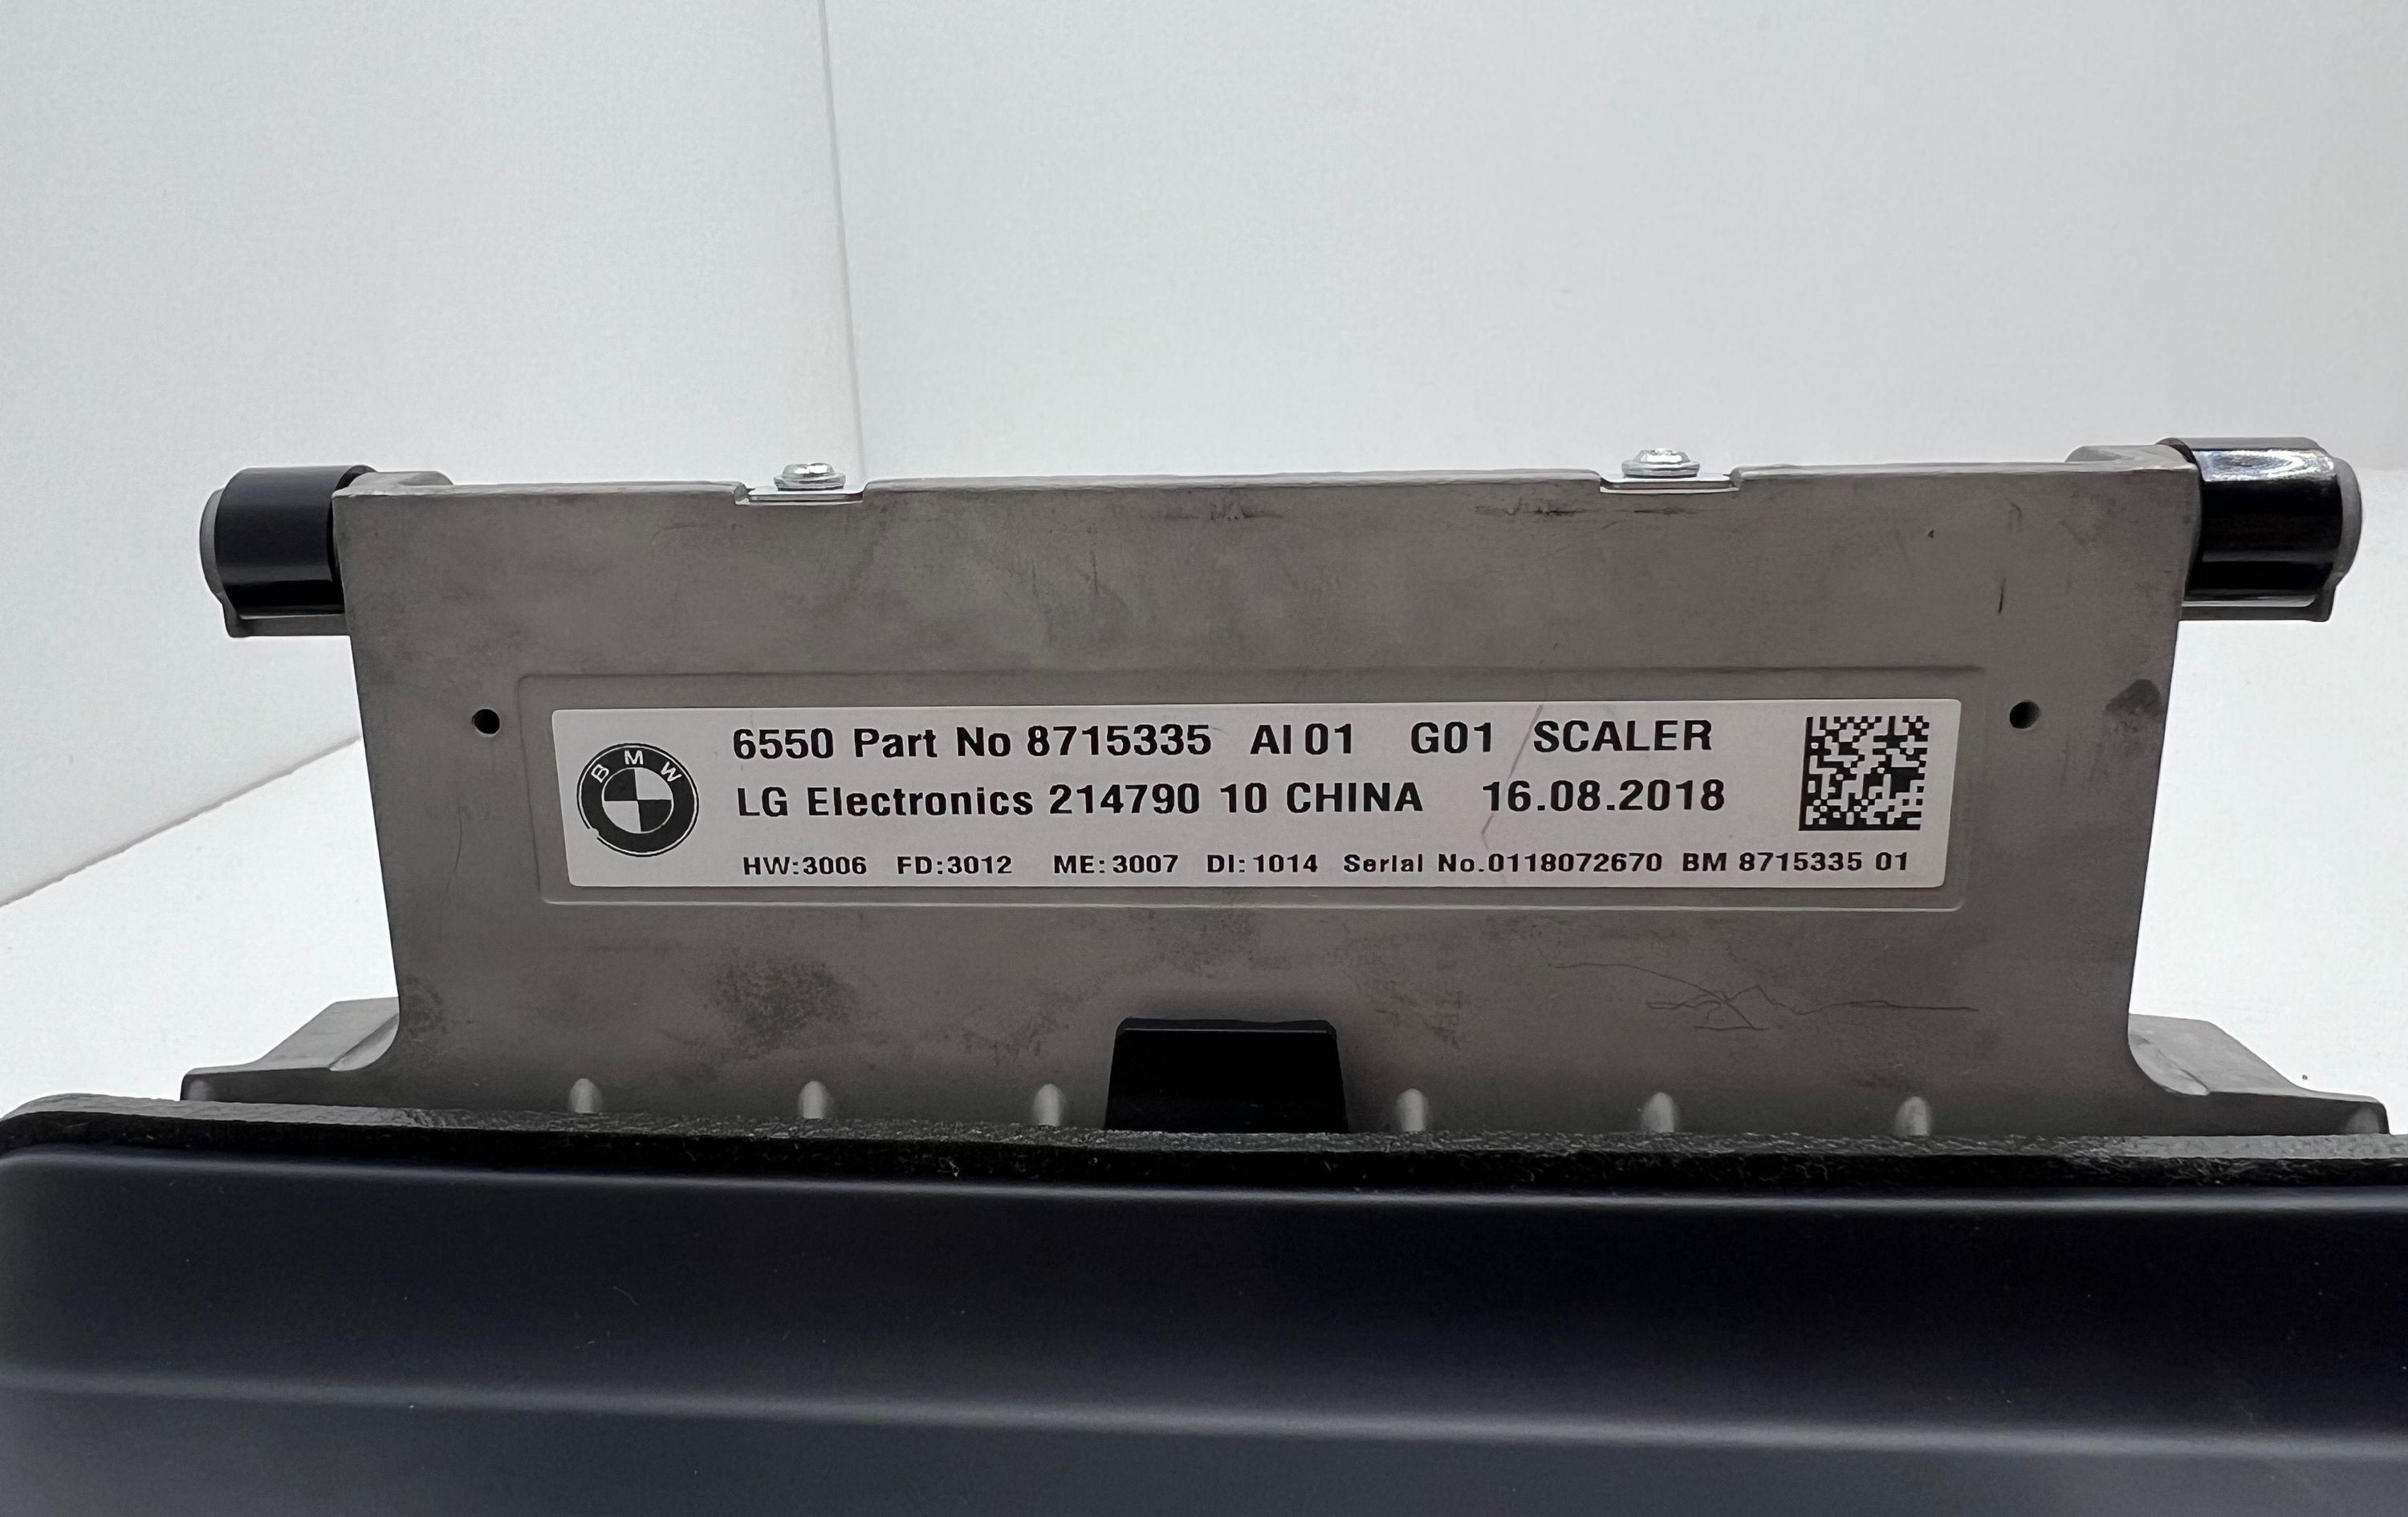 BMW
6550 Part No 8715335 AI 01 G01 SCALER
LG Electronics 214790 10 CHINA 16.08.2018
HW:3006 FD:3012 ME:3007 DI:1014 Serial No.0118072670 BM 8715335 01